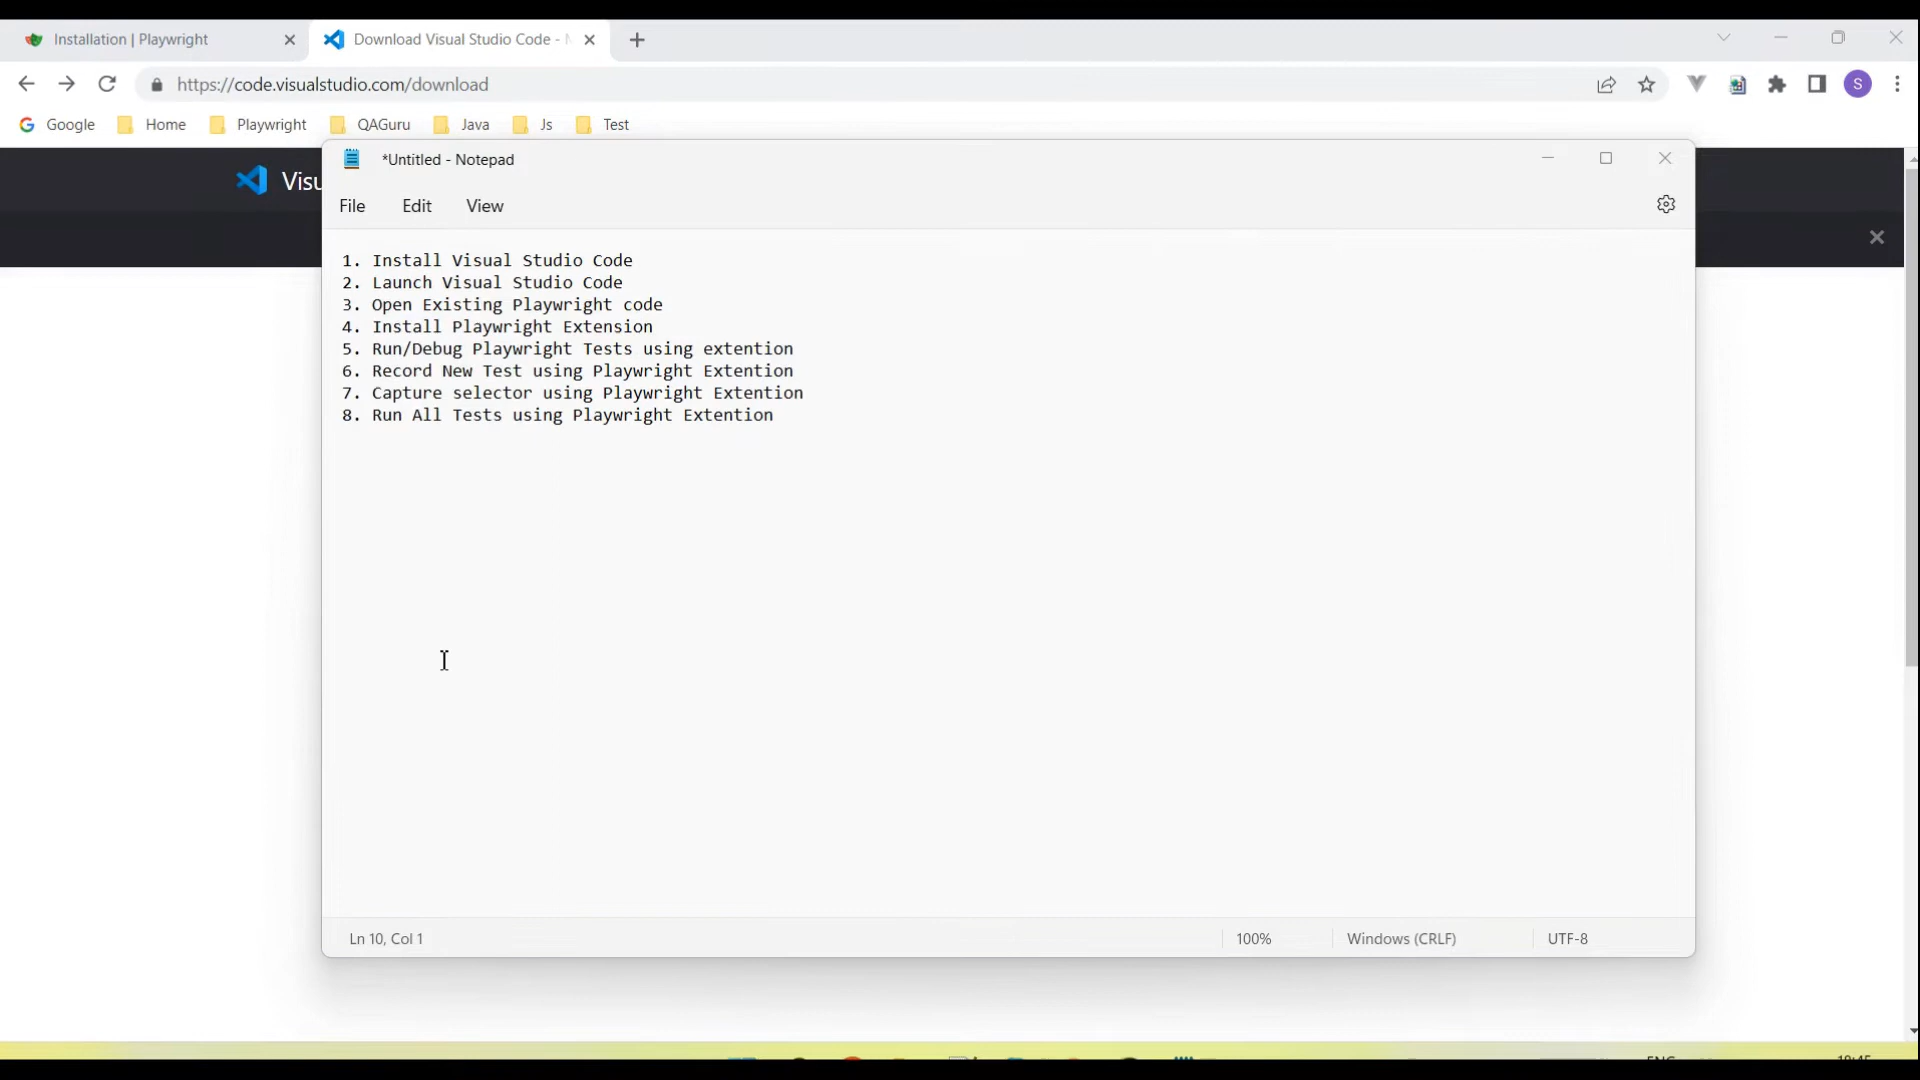 Installation | Playwright
Download Visual Studio Code -
https://code.visualstudio.com/download
S
Google Home Playwright QAGuru Java Js Test
*Untitled - Notepad
File Edit View
1. Install Visual Studio Code
2. Launch Visual Studio Code
3. Open Existing Playwright code
4. Install Playwright Extension
5. Run/Debug Playwright Tests using extention
6. Record New Test using Playwright Extention
7. Capture selector using Playwright Extention
8. Run All Tests using Playwright Extention
Ln 10, Col 1
100%
Windows (CRLF)
UTF-8